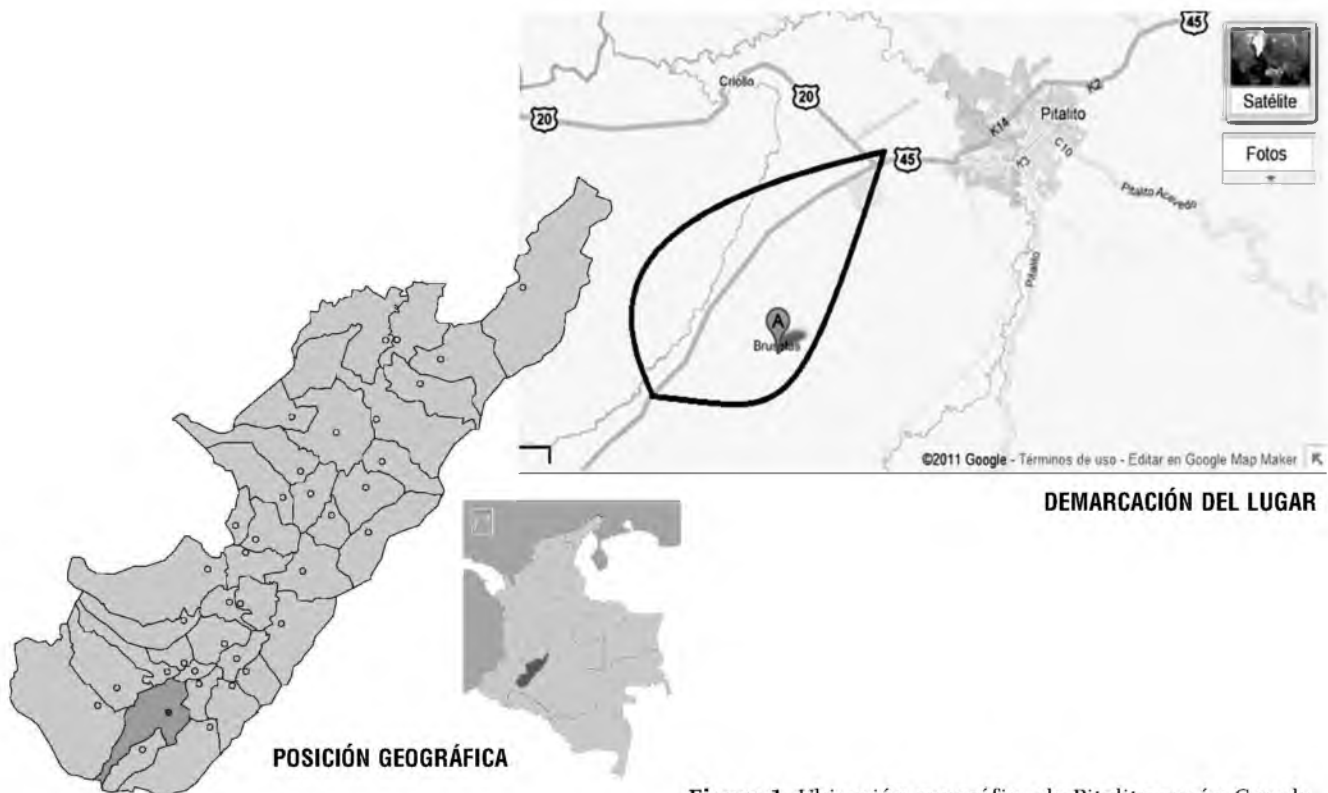 45
Satélite
Fotos
Criollo
20
20
K2
Pitalito
K14
45
C10
Pitalito Acevedo
Pitalito
A
Bruselas
©2011 Google - Términos de uso - Editar en Google Map Maker
DEMARCACIÓN DEL LUGAR
POSICIÓN GEOGRÁFICA